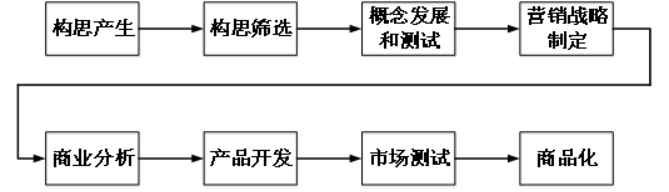 构思产生
构思筛选
概念发展
和测试
营销战略
制定
商业分析
产品开发
市场测试
商品化